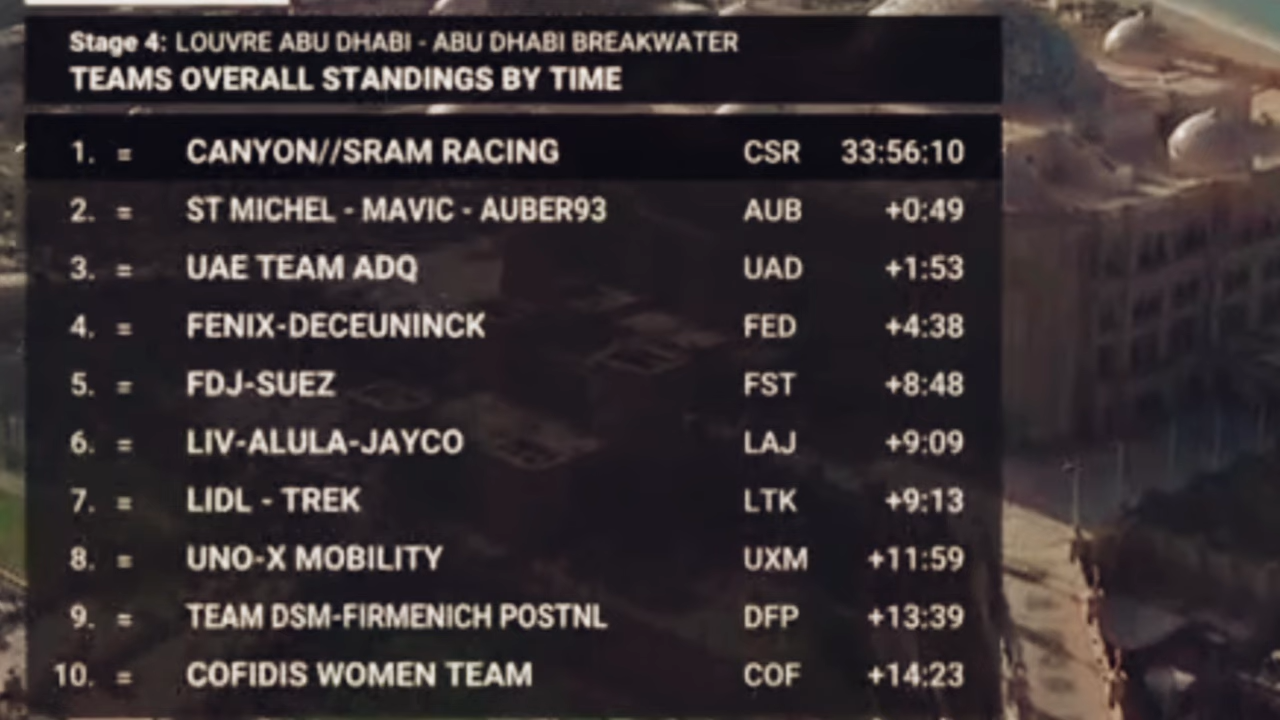 Stage 4: LOUVRE ABU DHABI - ABU DHABI BREAKWATER
TEAMS OVERALL STANDINGS BY TIME
1. = CANYON//SRAM RACING CSR 33:56:10
2. = ST MICHEL - MAVIC - AUBER93 AUB +0:49
3. = UAE TEAM ADQ UAD +1:53
4. = FENIX-DECEUNINCK FED +4:38
5. = FDJ-SUEZ FST +8:48
6. = LIV-ALULA-JAYCO LAJ +9:09
7. = LIDL - TREK LTK +9:13
8. = UNO-X MOBILITY UXM +11:59
9. = TEAM DSM-FIRMENICH POSTNL DFP +13:39
10. = COFIDIS WOMEN TEAM COF +14:23